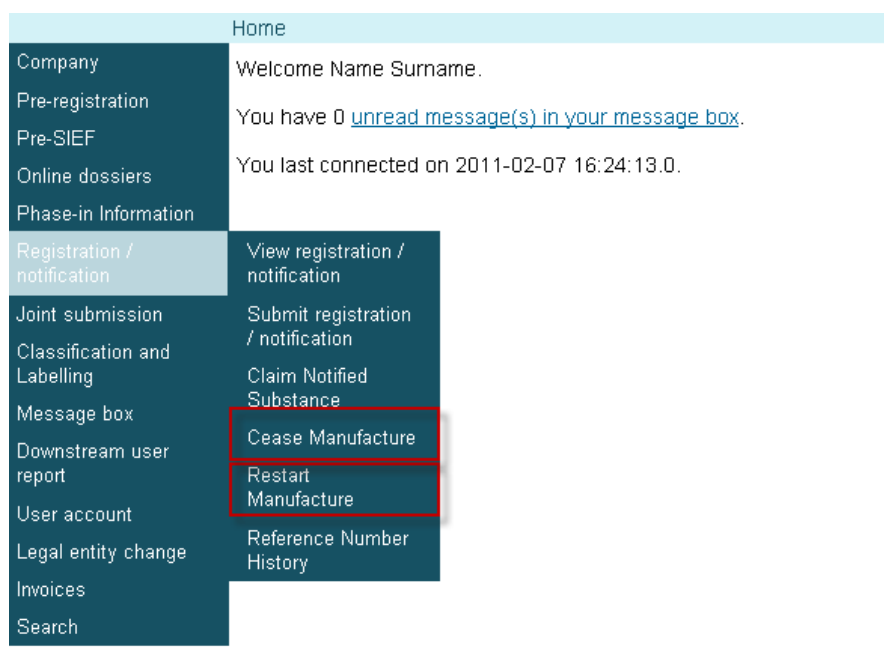 Home
Company
Pre-registration
Pre-SIEF
Online dossiers
Phase-in Information
Registration /
notification
Joint submission
Classification and
Labelling
Message box
Downstream user
report
User account
Legal entity change
Invoices
Search
Welcome Name Surname.
You have 0 unread message(s) in your message box.
You last connected on 2011-02-07 16:24:13.0.
View registration /
notification
Submit registration
/ notification
Claim Notified
Substance
Cease Manufacture
Restart
Manufacture
Reference Number
History